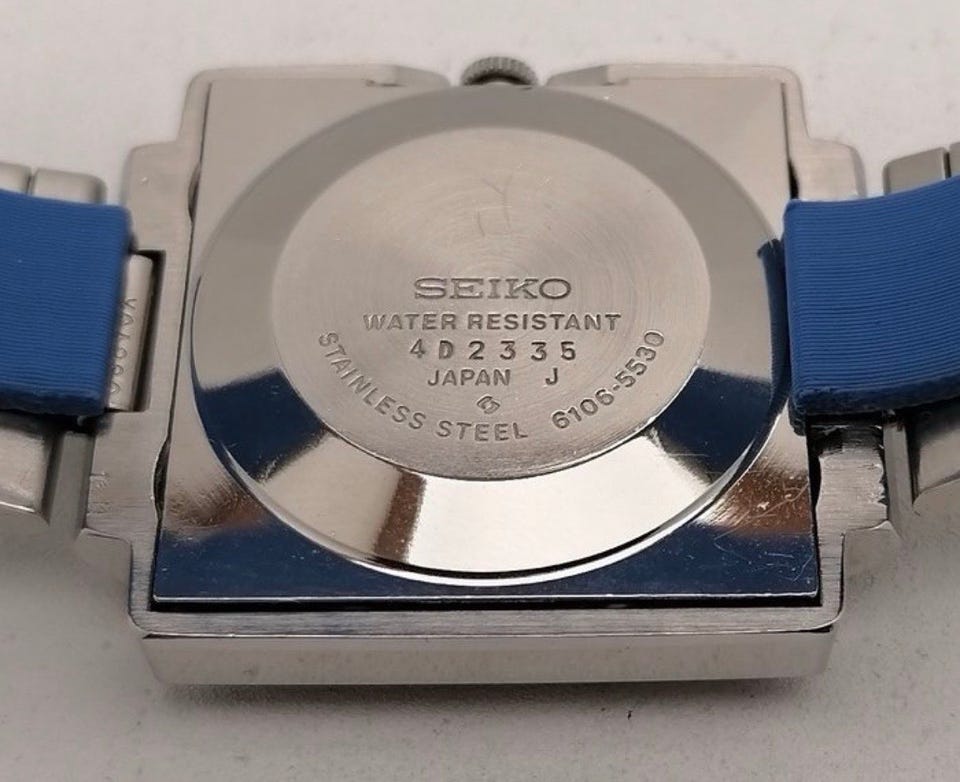 SEIKO
WATER RESISTANT
4D2335
JAPAN J
STAINLESS STEEL 6106-5530